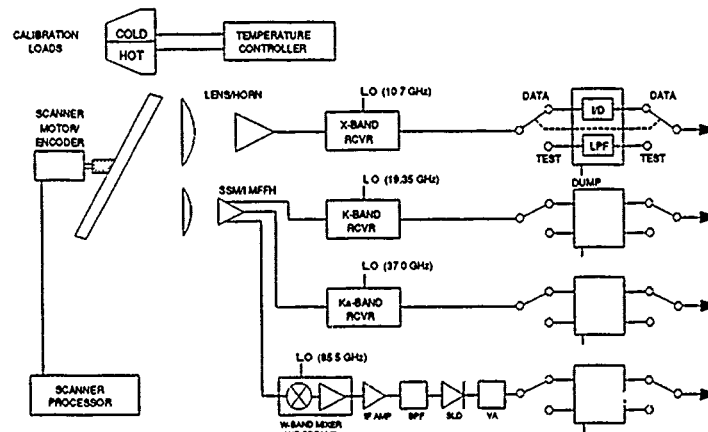 CALIBRATION
LOADS
COLD
HOT
TEMPERATURE
CONTROLLER
SCANNER
MOTOR/
ENCODER
LENS/HORN
LO (10.7 GHz)
X-BAND
RCVR
DATA
I/D
DATA
TEST
LPF
TEST
DUMP
SSM/I MFFH
LO (19.35 GHz)
K-BAND
RCVR
LO (37.0 GHz)
Ka-BAND
RCVR
LO (85.5 GHz)
SCANNER
PROCESSOR
W-BAND MIXER
IF AMP
BPF
SLD
VA